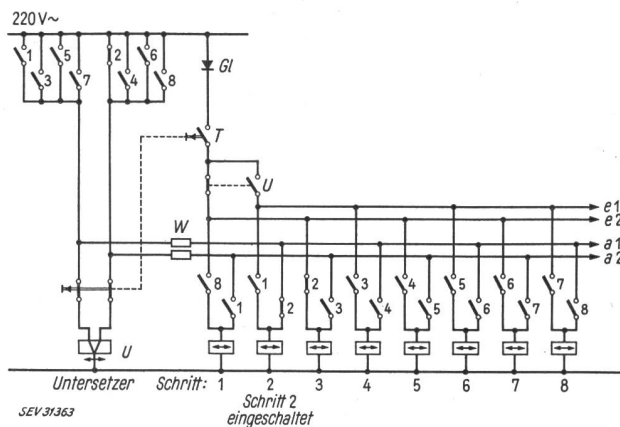 220 V~
1 5 2 6
3 7 4 8
Gl
T
U
e1
e2
W
a1
a2
8 1 2 3 4 5 6 7
1 2 3 4 5 6 7 8
U
Untersetzer Schritt: 1 2 3 4 5 6 7 8
Schritt 2
eingeschaltet
SEV31363